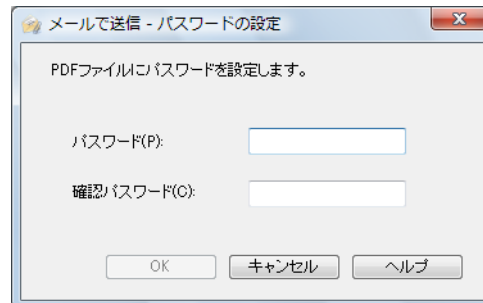 メールで送信 - パスワードの設定
PDFファイルにパスワードを設定します。
パスワード(P):
確認パスワード(C):
OK キャンセル ヘルプ